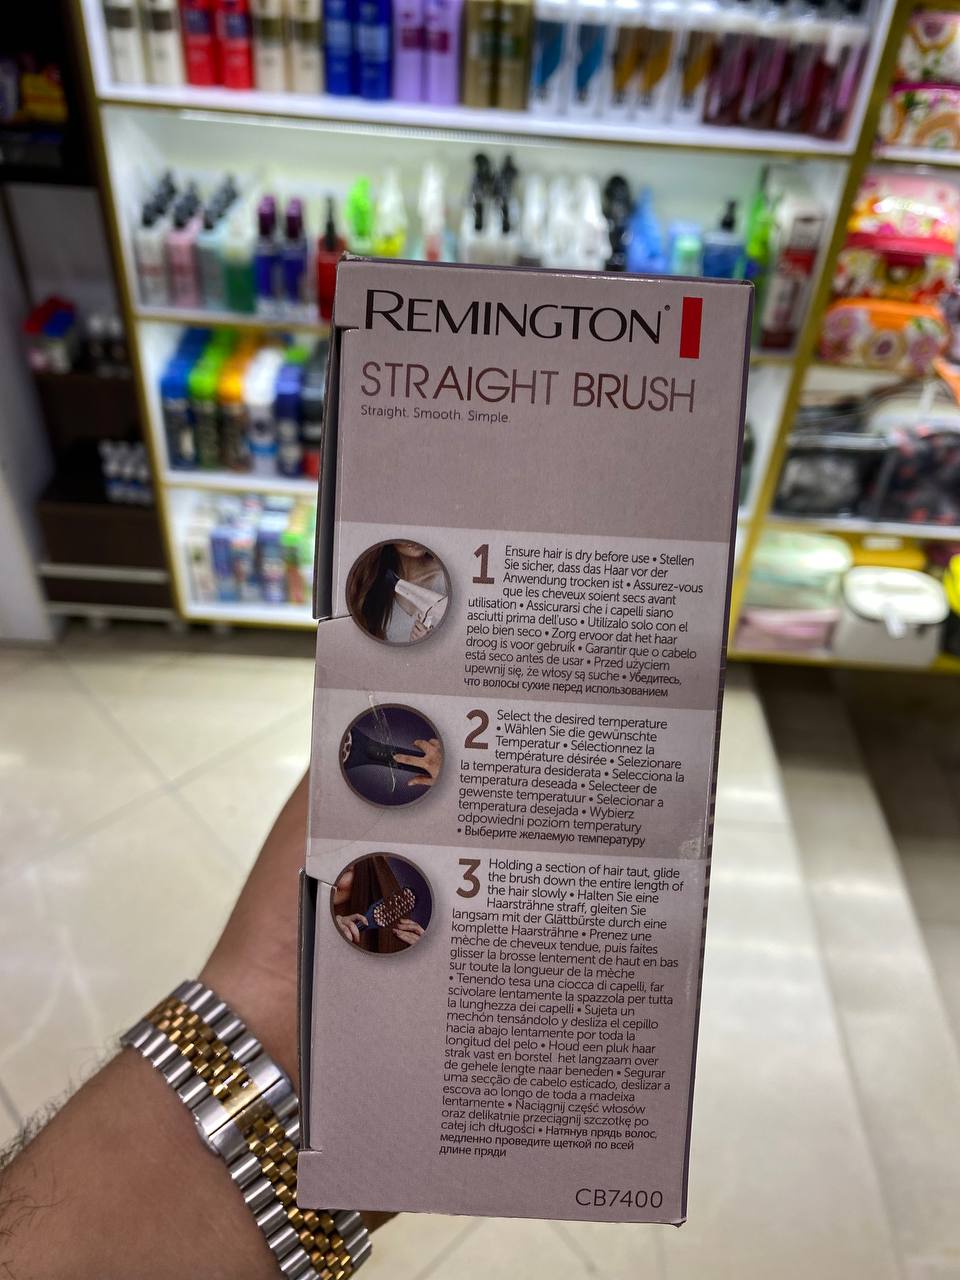 REMINGTON
STRAIGHT BRUSH
Straight. Smooth. Simple.
1
Ensure hair is dry before use • Stellen
Sie sicher, dass das Haar vor der
Anwendung trocken ist • Assurez-vous
que les cheveux soient secs avant
utilisation • Assicurarsi che i capelli siano
asciutti prima dell'uso • Utilízalo solo con el
pelo bien seco • Zorg ervoor dat het haar
droog is voor gebruik • Garantir que o cabelo
está seco antes de usar • Przed użyciem
upewnij się, że włosy są suche • Убедитесь,
что волосы сухие перед использованием
2
Select the desired temperature
• Wählen Sie die gewünschte
Temperatur • Sélectionnez la
température désirée • Selezionare
la temperatura desiderata • Selecciona la
temperatura deseada • Selecteer de
gewenste temperatuur • Selecionar a
temperatura desejada • Wybierz
odpowiedni poziom temperatury
• Выберите желаемую температуру
3
Holding a section of hair taut, glide
the brush down the entire length of
the hair slowly • Halten Sie eine
Haarsträhne straff, gleiten Sie
langsam mit der Glättbürste durch eine
komplette Haarsträhne • Prenez une
mèche de cheveux tendue, puis faites
glisser la brosse lentement de haut en bas
sur toute la longueur de la mèche
• Tenendo tesa una ciocca di capelli, far
scivolare lentamente la spazzola per tutta
la lunghezza dei capelli • Sujeta un
mechón tensándolo y desliza el cepillo
hacia abajo lentamente por toda la
longitud del pelo • Houd een pluk haar
strak vast en borstel het langzaam over
de gehele lengte naar beneden • Segurar
uma secção de cabelo esticado, deslizar a
escova ao longo de toda a madeixa
lentamente • Naciągnij część włosów
oraz delikatnie przeciągnij szczotkę po
całej ich długości • Натянув прядь волос,
медленно проведите щеткой по всей
длине пряди
CB7400